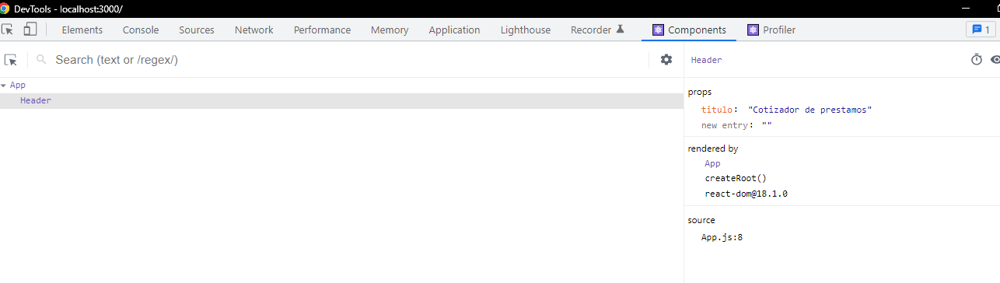 DevTools - localhost:3000/
Elements Console Sources Network Performance Memory Application Lighthouse Recorder Components Profiler 1
Search (text or /regex/)
App
Header
Header
props
titulo: "Cotizador de prestamos"
new entry: ""
rendered by
App
createRoot()
react-dom@18.1.0
source
App.js:8